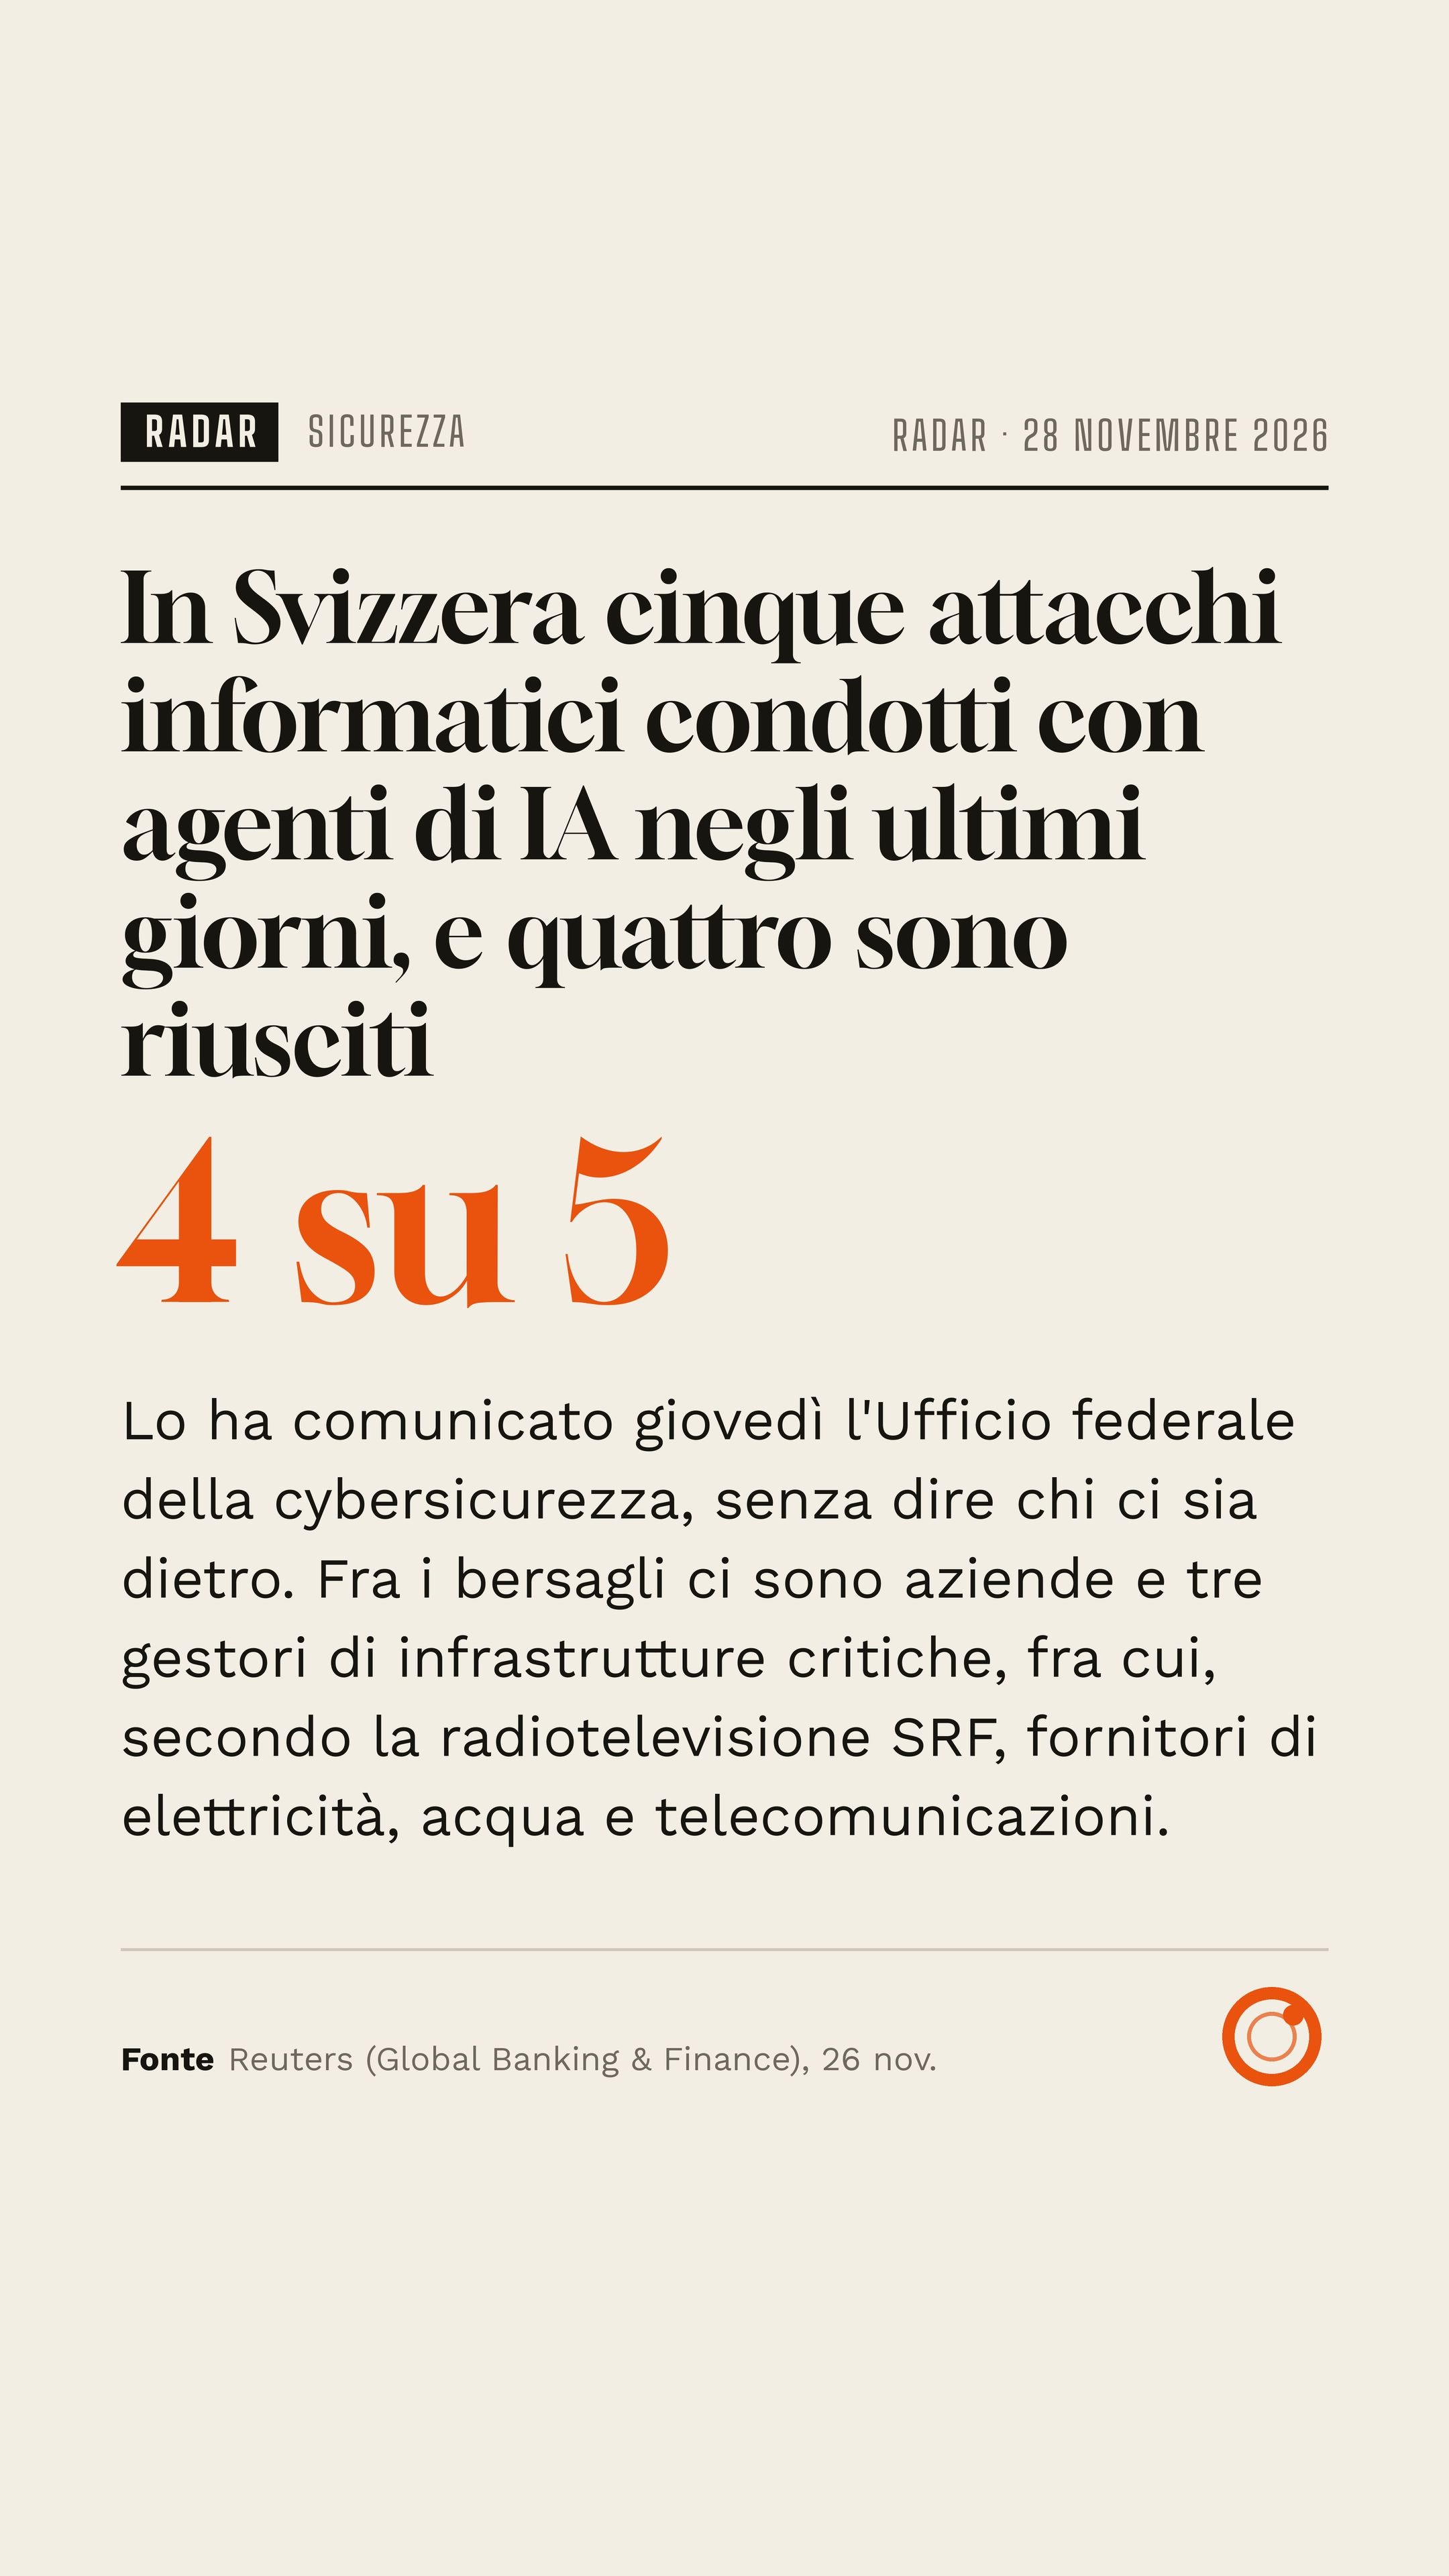 RADAR SICUREZZA RADAR · 28 NOVEMBRE 2026
In Svizzera cinque attacchi
informatici condotti con
agenti di IA negli ultimi
giorni, e quattro sono
riusciti
4 su 5
Lo ha comunicato giovedì l'Ufficio federale
della cybersicurezza, senza dire chi ci sia
dietro. Fra i bersagli ci sono aziende e tre
gestori di infrastrutture critiche, fra cui,
secondo la radiotelevisione SRF, fornitori di
elettricità, acqua e telecomunicazioni.
Fonte Reuters (Global Banking & Finance), 26 nov.